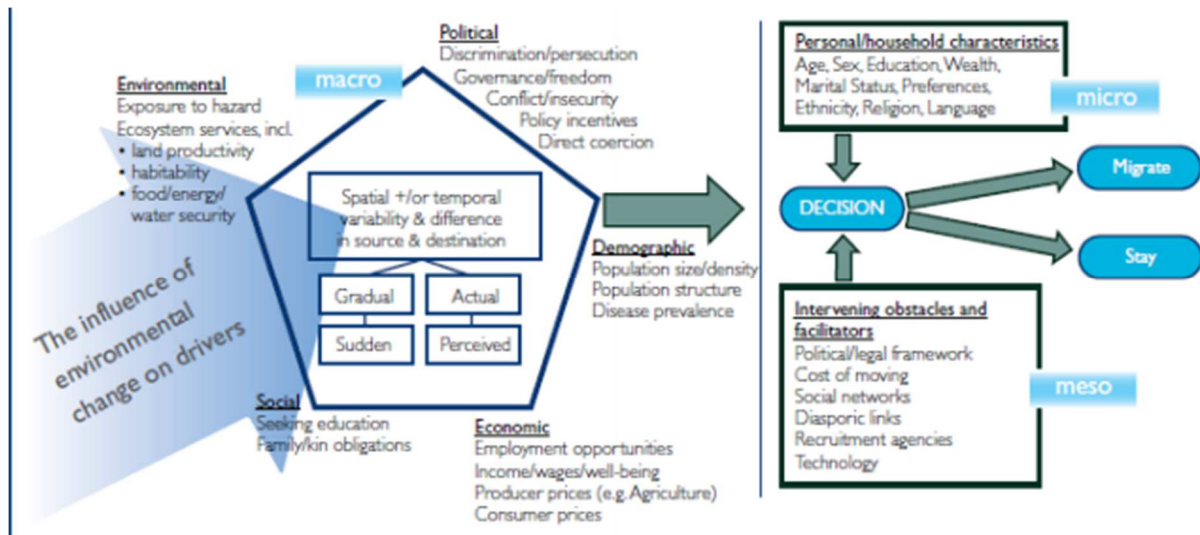 Political
Discrimination/persecution
Governance/freedom
Conflict/insecurity
Policy incentives
Direct coercion
macro
Environmental
Exposure to hazard
Ecosystem services, incl.
• land productivity
• habitability
• food/energy/
water security
The influence of
environmental
change on drivers
Spatial +/or temporal
variability & difference
in source & destination
Gradual
Actual
Sudden
Perceived
Demographic
Population size/density
Population structure
Disease prevalence
Social
Seeking education
Family/kin obligations
Economic
Employment opportunities
Income/wages/well-being
Producer prices (e.g. Agriculture)
Consumer prices
Personal/household characteristics
Age, Sex, Education, Wealth,
Marital Status, Preferences,
Ethnicity, Religion, Language
micro
DECISION
Migrate
Stay
Intervening obstacles and
facilitators
Political/legal framework
Cost of moving
Social networks
Diasporic links
Recruitment agencies
Technology
meso